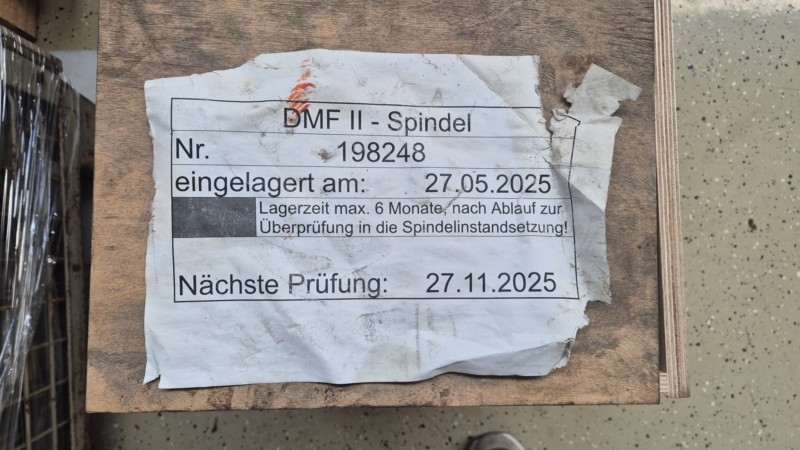 DMF II - Spindel
Nr. 198248
eingelagert am: 27.05.2025
Lagerzeit max. 6 Monate, nach Ablauf zur
Überprüfung in die Spindelinstandsetzung!
Nächste Prüfung: 27.11.2025